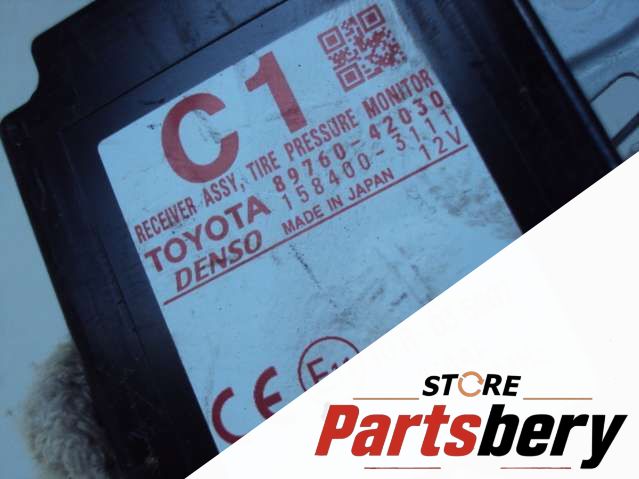 C1
RECEIVER ASSY, TIRE PRESSURE MONITOR
TOYOTA 89760-42030
158400-3111
DENSO MADE IN JAPAN 12V
CE
STORE
Partsbery